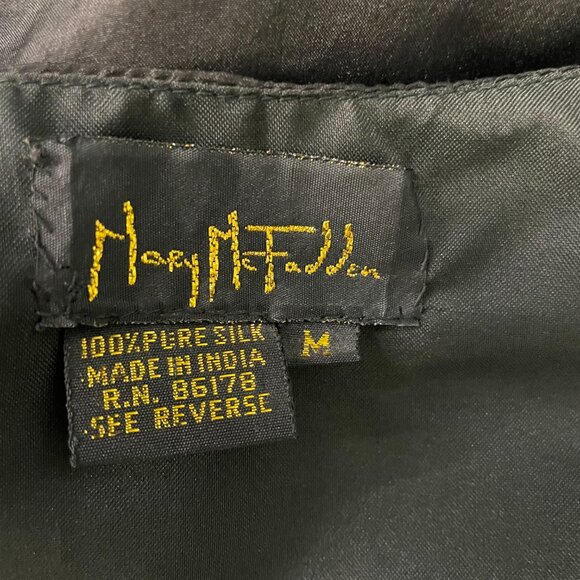 Mary McFadden
100% PURE SILK
MADE IN INDIA
R.N. 86178
SEE REVERSE
M